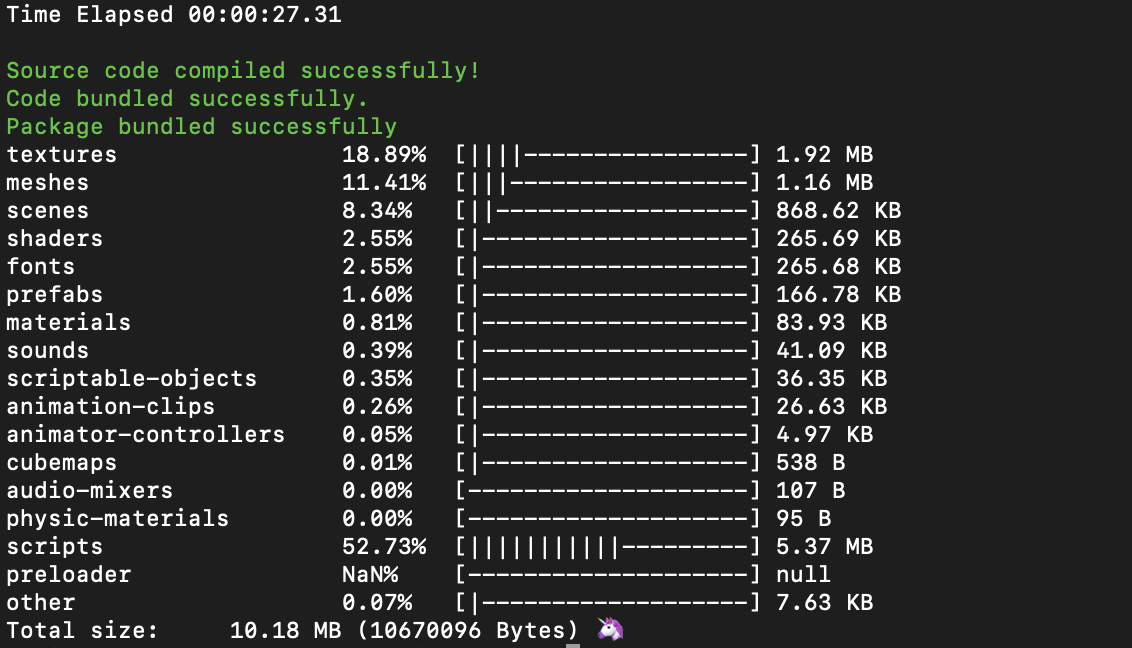 Time Elapsed 00:00:27.31
Source code compiled successfully!
Code bundled successfully.
Package bundled successfully
textures 18.89% [||||----------------] 1.92 MB
meshes 11.41% [|||-----------------] 1.16 MB
scenes 8.34% [||------------------] 868.62 KB
shaders 2.55% [|-------------------] 265.69 KB
fonts 2.55% [|-------------------] 265.68 KB
prefabs 1.60% [|-------------------] 166.78 KB
materials 0.81% [|-------------------] 83.93 KB
sounds 0.39% [|-------------------] 41.09 KB
scriptable-objects 0.35% [|-------------------] 36.35 KB
animation-clips 0.26% [|-------------------] 26.63 KB
animator-controllers 0.05% [|-------------------] 4.97 KB
cubemaps 0.01% [|-------------------] 538 B
audio-mixers 0.00% [--------------------] 107 B
physic-materials 0.00% [--------------------] 95 B
scripts 52.73% [|||||||||||---------] 5.37 MB
preloader NaN% [--------------------] null
other 0.07% [|-------------------] 7.63 KB
Total size: 10.18 MB (10670096 Bytes) 🦄